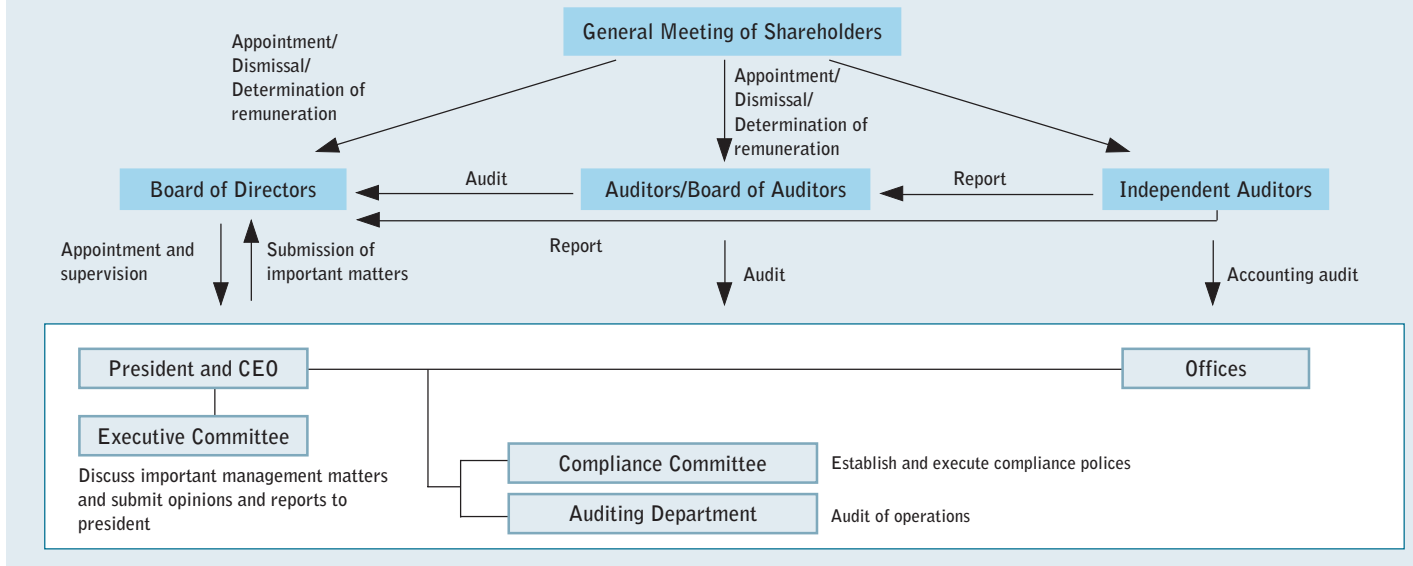 General Meeting of Shareholders
Appointment/
Dismissal/
Determination of
remuneration
Appointment/
Dismissal/
Determination of
remuneration
Board of Directors
Audit
Auditors/Board of Auditors
Report
Independent Auditors
Appointment and
supervision
Submission of
important matters
Report
Audit
Accounting audit
President and CEO
Offices
Executive Committee
Discuss important management matters
and submit opinions and reports to
president
Compliance Committee
Establish and execute compliance polices
Auditing Department
Audit of operations